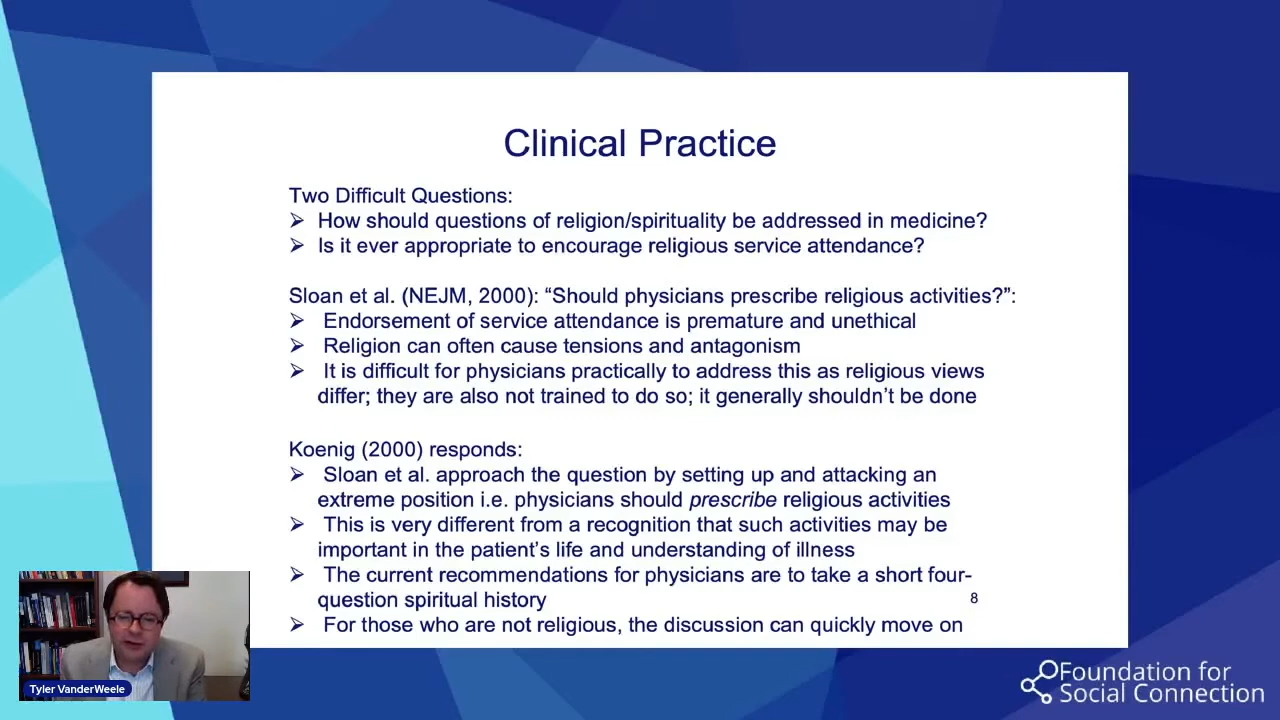 Clinical Practice
Two Difficult Questions:
➢ How should questions of religion/spirituality be addressed in medicine?
➢ Is it ever appropriate to encourage religious service attendance?
Sloan et al. (NEJM, 2000): “Should physicians prescribe religious activities?”:
➢ Endorsement of service attendance is premature and unethical
➢ Religion can often cause tensions and antagonism
➢ It is difficult for physicians practically to address this as religious views
differ; they are also not trained to do so; it generally shouldn’t be done
Koenig (2000) responds:
➢ Sloan et al. approach the question by setting up and attacking an
extreme position i.e. physicians should prescribe religious activities
➢ This is very different from a recognition that such activities may be
important in the patient’s life and understanding of illness
➢ The current recommendations for physicians are to take a short four-
question spiritual history
8
➢ For those who are not religious, the discussion can quickly move on
Tyler VanderWeele
Foundation for
Social Connection